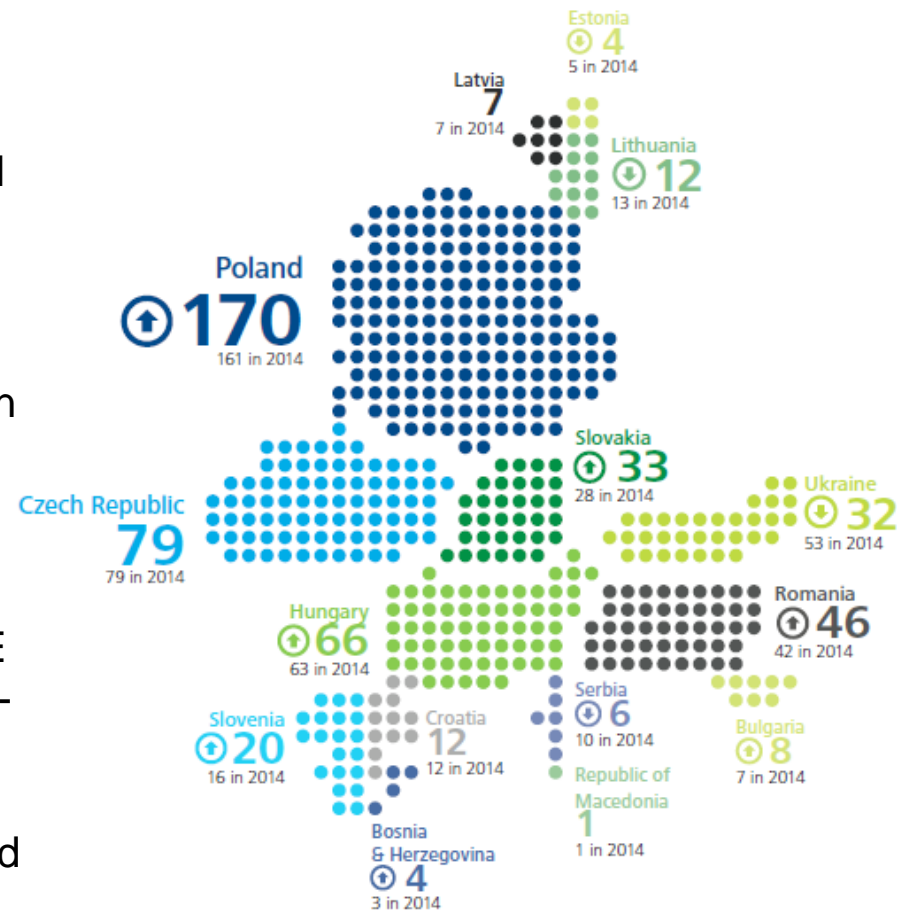 Estonia
4
5 in 2014
Latvia
7
7 in 2014
Lithuania
12
13 in 2014
Poland
170
161 in 2014
Slovakia
33
28 in 2014
Czech Republic
79
79 in 2014
Ukraine
32
53 in 2014
Hungary
66
63 in 2014
Romania
46
42 in 2014
Slovenia
20
16 in 2014
Croatia
12
12 in 2014
Serbia
6
10 in 2014
Bulgaria
8
7 in 2014
Republic of
Macedonia
1
1 in 2014
Bosnia
& Herzegovina
4
3 in 2014